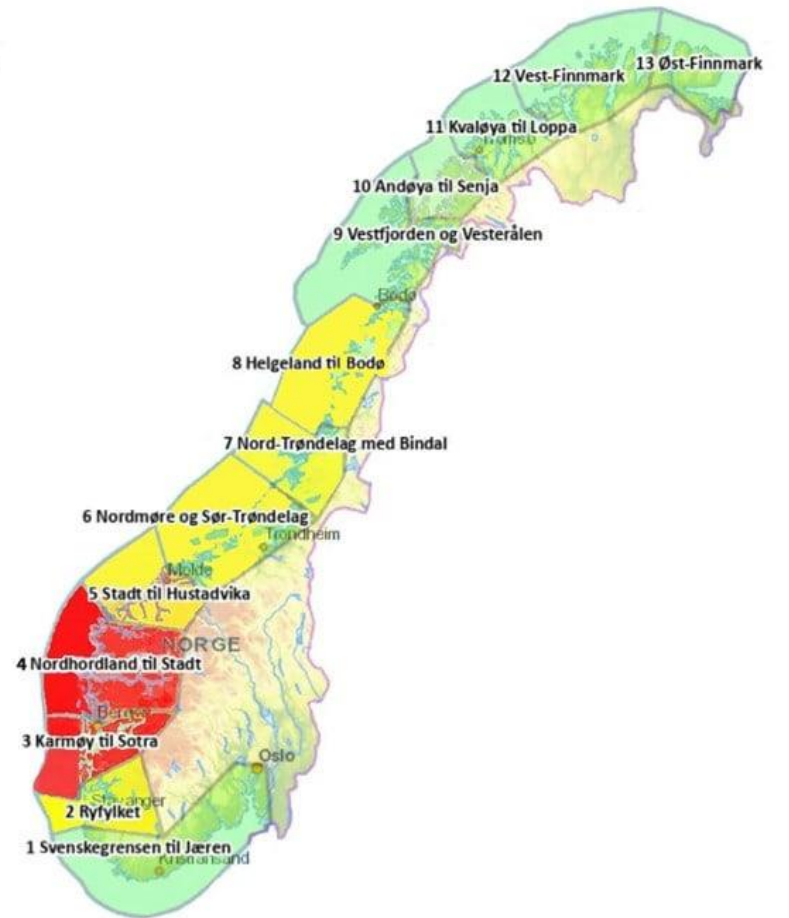 13 Øst-Finnmark
12 Vest-Finnmark
11 Kvaløya til Loppa
Tromsø
10 Andøya til Senja
9 Vestfjorden og Vesterålen
Bodø
8 Helgeland til Bodø
7 Nord-Trøndelag med Bindal
6 Nordmøre og Sør-Trøndelag
Trondheim
Molde
5 Stadt til Hustadvika
NORGE
4 Nordhordland til Stadt
Bergen
3 Karmøy til Sotra
Oslo
Stavanger
2 Ryfylket
1 Svenskegrensen til Jæren
Kristiansand